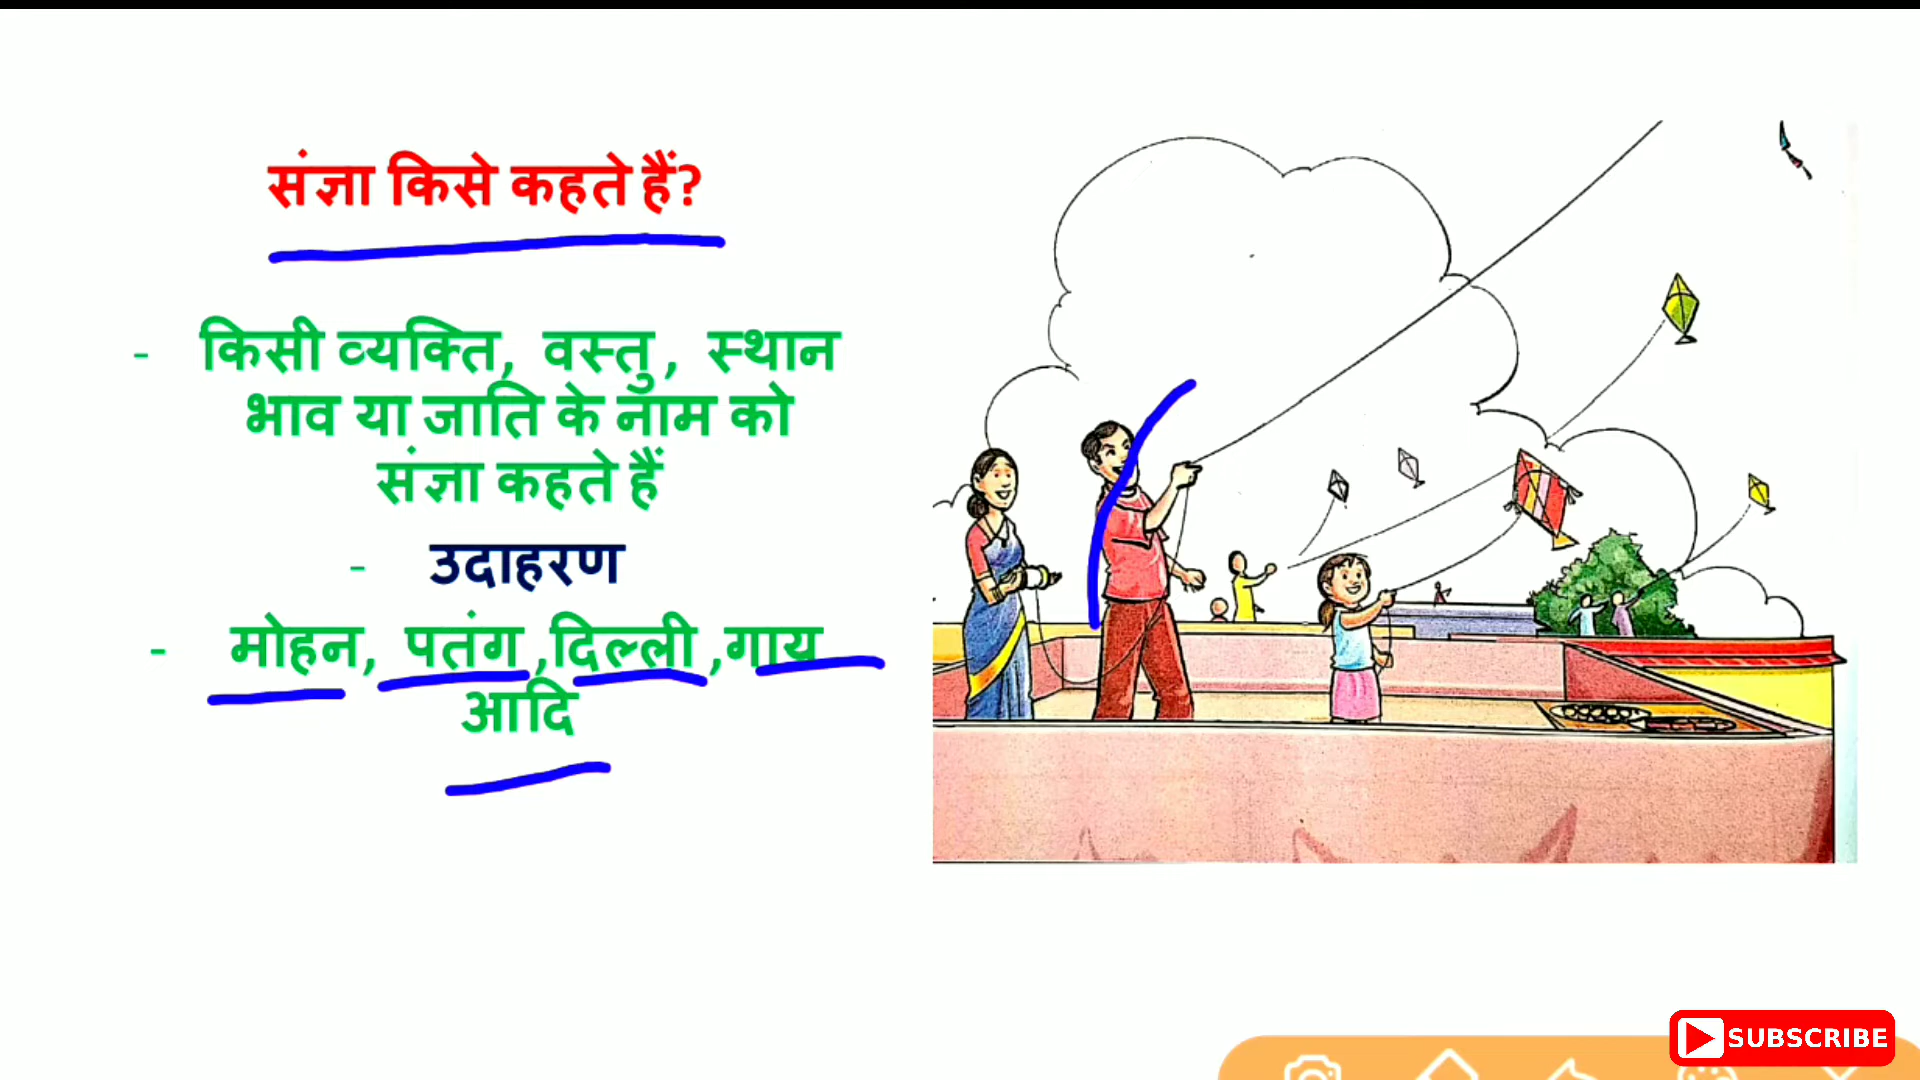 संज्ञा किसे कहते हैं?
- किसी व्यक्ति, वस्तु, स्थान
भाव या जाति के नाम को
संज्ञा कहते हैं
- उदाहरण
- मोहन, पतंग ,दिल्ली ,गाय
आदि
SUBSCRIBE